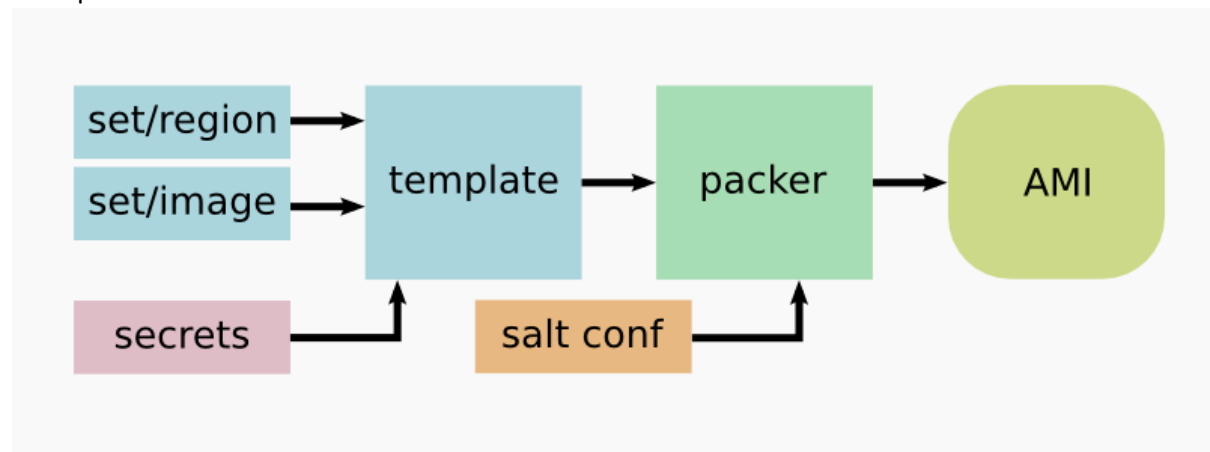 set/region
set/image
template
packer
AMI
secrets
salt conf